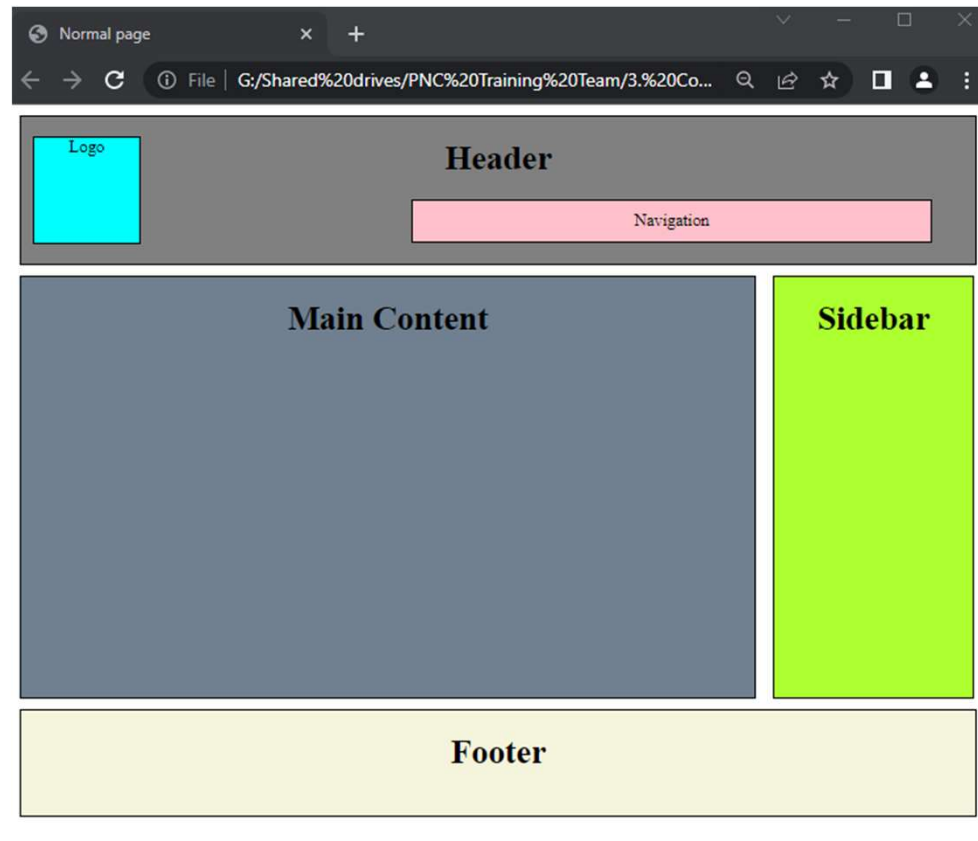 Normal page
File | G:/Shared%20drives/PNC%20Training%20Team/3.%20Co...
Logo
Header
Navigation
Main Content
Sidebar
Footer